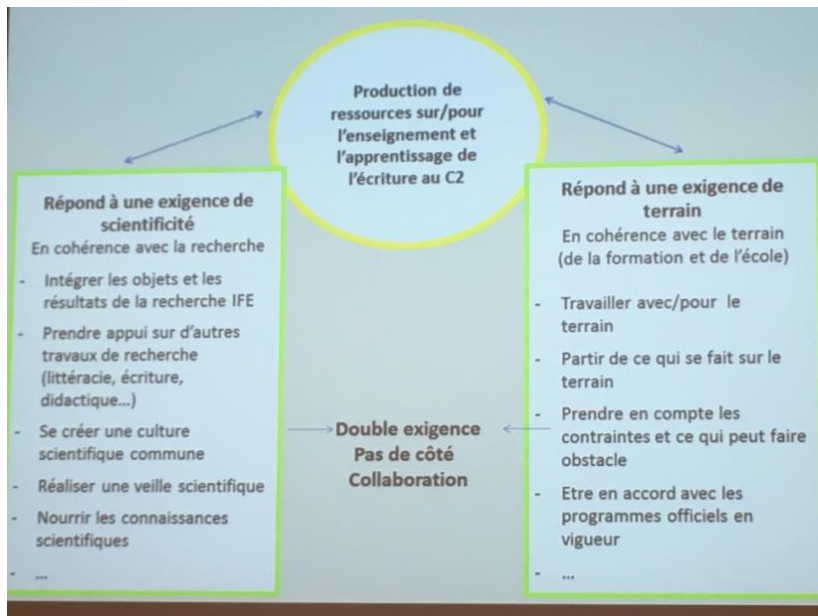 Production de
ressources sur/pour
l'enseignement et
l'apprentissage de
l'écriture au C2
Répond à une exigence de
scientificité
En cohérence avec la recherche
- Intégrer les objets et les
résultats de la recherche IFE
- Prendre appui sur d'autres
travaux de recherche
(littéracie, écriture,
didactique...)
- Se créer une culture
scientifique commune
- Réaliser une veille scientifique
- Nourrir les connaissances
scientifiques
- ...
Double exigence
Pas de côté
Collaboration
Répond à une exigence de
terrain
En cohérence avec le terrain
(de la formation et de l'école)
- Travailler avec/pour le
terrain
- Partir de ce qui se fait sur le
terrain
- Prendre en compte les
contraintes et ce qui peut faire
obstacle
- Etre en accord avec les
programmes officiels en
vigueur
- ...